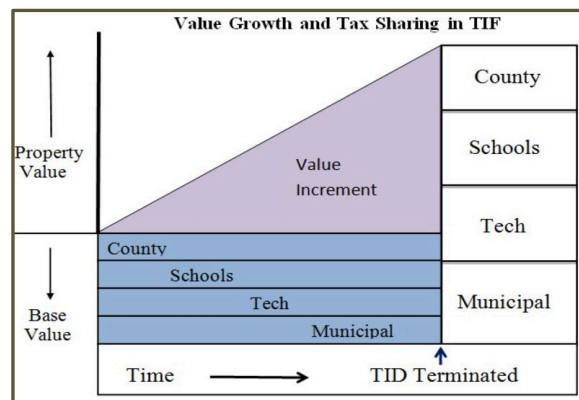 Value Growth and Tax Sharing in TIF
Property
Value
Base
Value
Value
Increment
County
Schools
Tech
Municipal
County
Schools
Tech
Municipal
Time
TID Terminated